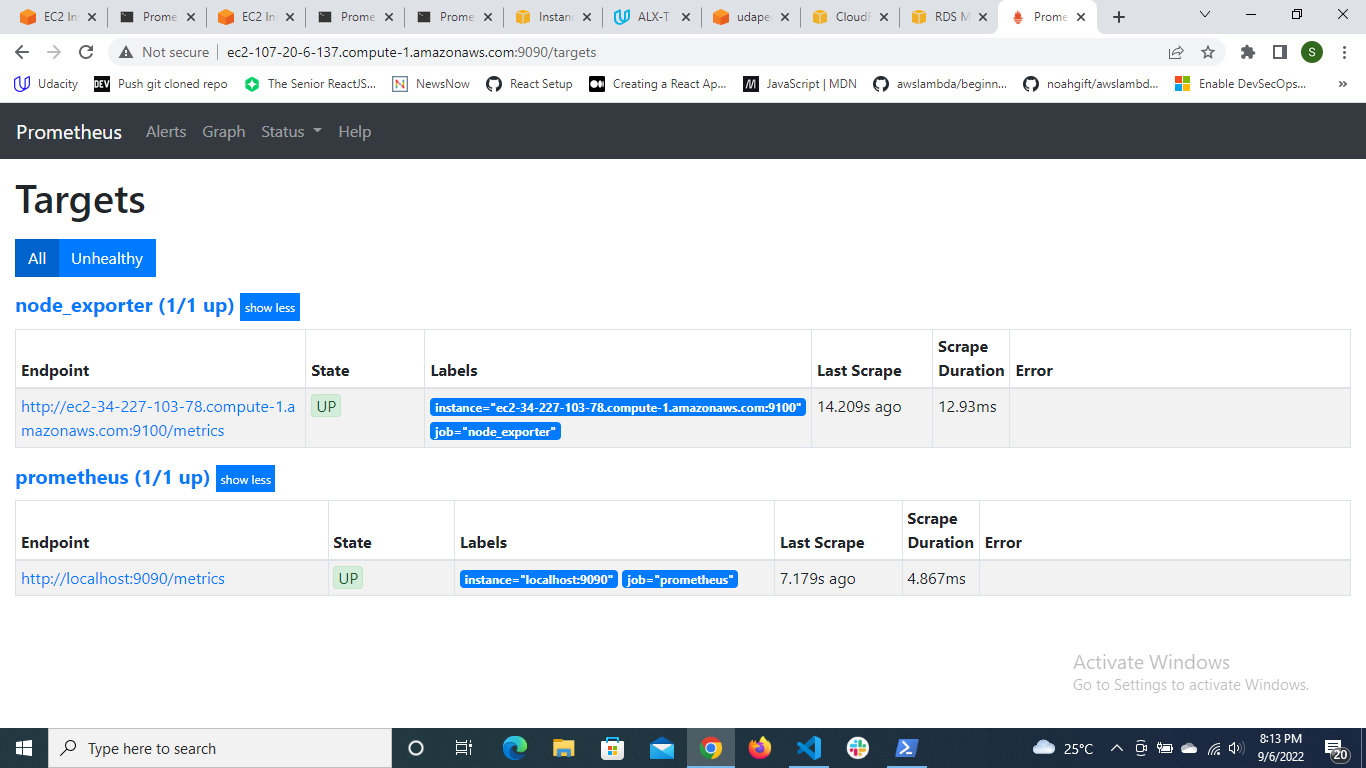 EC2 In
Prome
EC2 In
Prome
Prome
Instanc
ALX-T
udape
CloudF
RDS M
Prome
Not secure
ec2-107-20-6-137.compute-1.amazonaws.com:9090/targets
S
Udacity
DEV
Push git cloned repo
The Senior ReactJS...
N
NewsNow
React Setup
Creating a React Ap...
M
JavaScript | MDN
awslambda/beginn...
noahgift/awslambd...
Enable DevSecOps...
»
Prometheus
Alerts
Graph
Status
Help
Targets
All
Unhealthy
node_exporter (1/1 up)
show less
Endpoint
State
Labels
Last Scrape
Scrape
Duration
Error
http://ec2-34-227-103-78.compute-1.a
mazonaws.com:9100/metrics
UP
instance="ec2-34-227-103-78.compute-1.amazonaws.com:9100"
job="node_exporter"
14.209s ago
12.93ms
prometheus (1/1 up)
show less
Endpoint
State
Labels
Last Scrape
Scrape
Duration
Error
http://localhost:9090/metrics
UP
instance="localhost:9090"
job="prometheus"
7.179s ago
4.867ms
Activate Windows
Go to Settings to activate Windows.
Type here to search
25°C
8:13 PM
9/6/2022
20